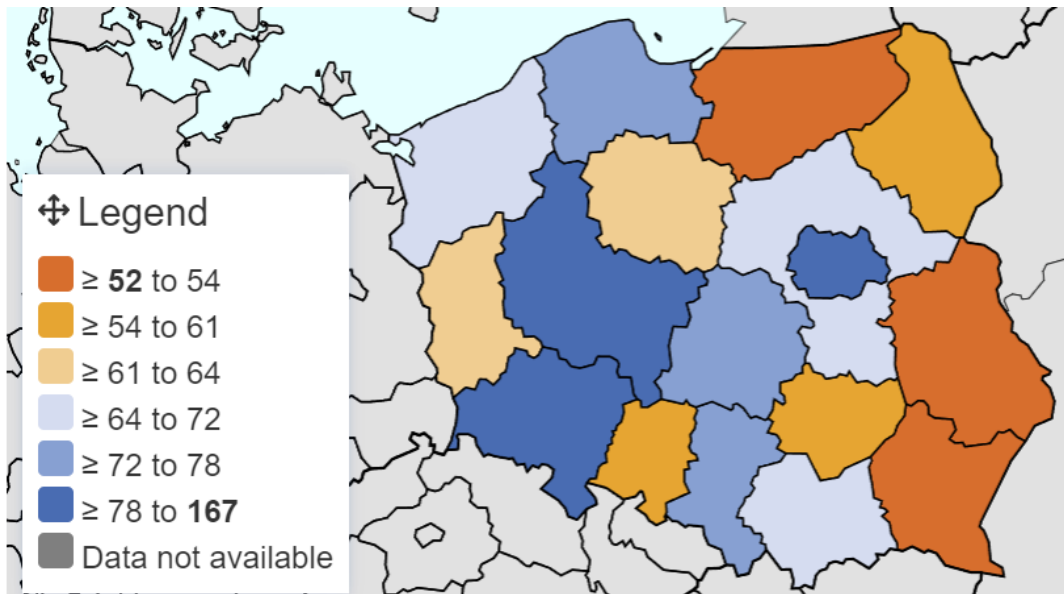 Legend
≥ 52 to 54
≥ 54 to 61
≥ 61 to 64
≥ 64 to 72
≥ 72 to 78
≥ 78 to 167
Data not available